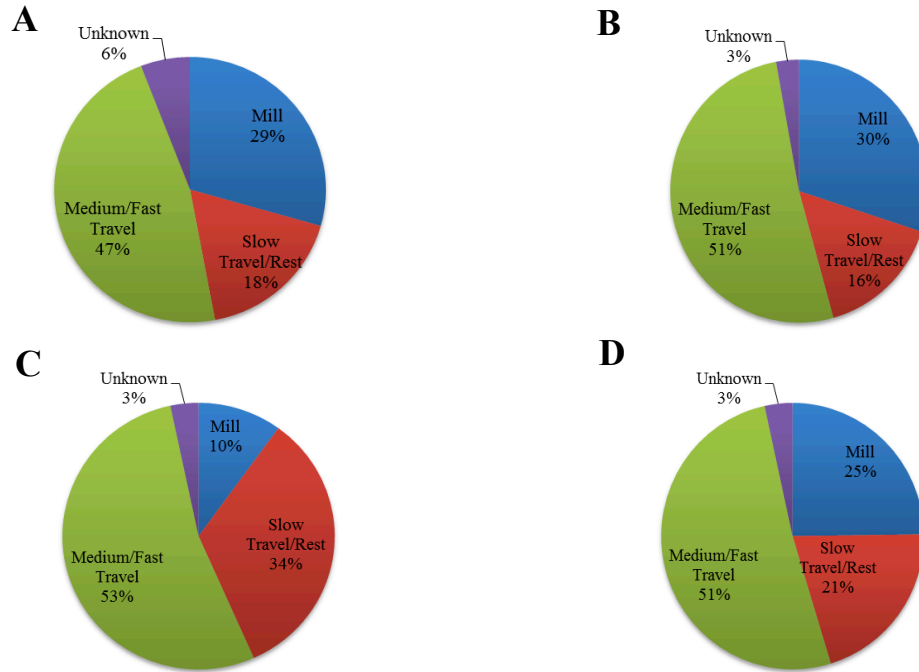 A
Unknown
6%
Mill
29%
Slow
Travel/Rest
18%
Medium/Fast
Travel
47%
B
Unknown
3%
Mill
30%
Slow
Travel/Rest
16%
Medium/Fast
Travel
51%
C
Unknown
3%
Mill
10%
Slow
Travel/Rest
34%
Medium/Fast
Travel
53%
D
Unknown
3%
Mill
25%
Slow
Travel/Rest
21%
Medium/Fast
Travel
51%